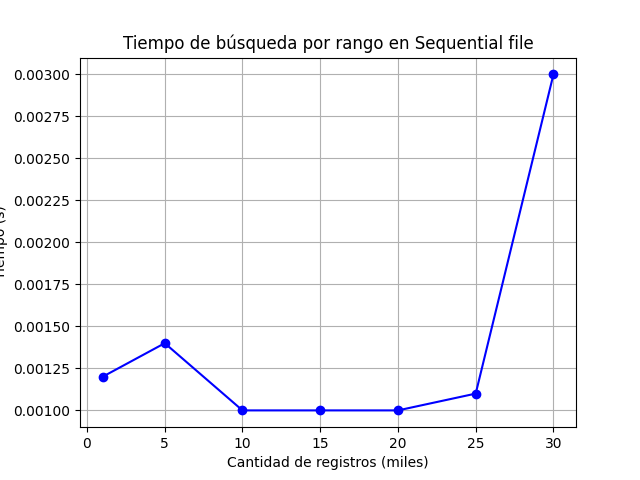 Tiempo de búsqueda por rango en Sequential file
0.00300
0.00275
0.00250
0.00225
0.00200
0.00175
0.00150
0.00125
0.00100
Tiempo (s)
0 5 10 15 20 25 30
Cantidad de registros (miles)